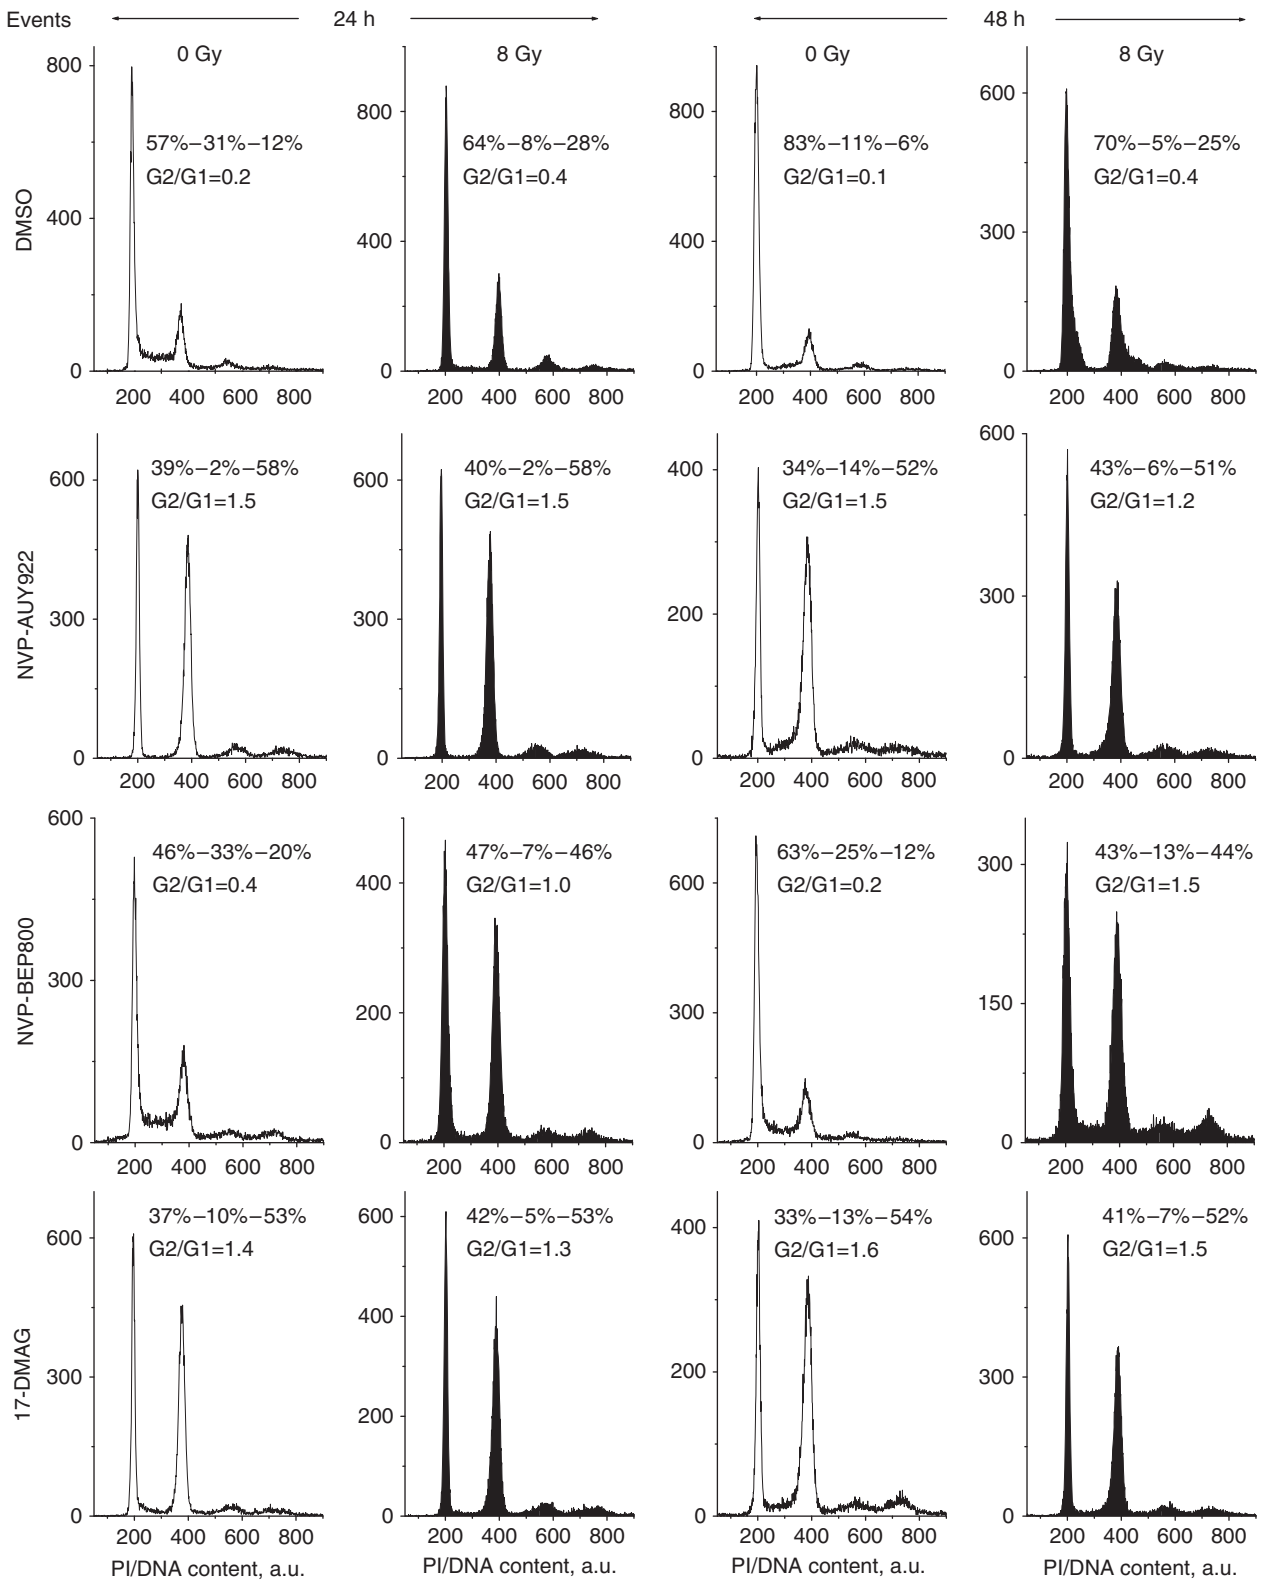 Events 24 h 48 h
0 Gy 8 Gy 0 Gy 8 Gy
DMSO
800
400
0
57%–31%–12%
G2/G1=0.2
200 400 600 800
800
400
0
64%–8%–28%
G2/G1=0.4
200 400 600 800
800
400
0
83%–11%–6%
G2/G1=0.1
200 400 600 800
600
300
0
70%–5%–25%
G2/G1=0.4
200 400 600 800
NVP-AUY922
600
300
0
39%–2%–58%
G2/G1=1.5
200 400 600 800
600
300
0
40%–2%–58%
G2/G1=1.5
200 400 600 800
400
200
0
34%–14%–52%
G2/G1=1.5
200 400 600 800
600
300
0
43%–6%–51%
G2/G1=1.2
200 400 600 800
NVP-BEP800
600
300
0
46%–33%–20%
G2/G1=0.4
200 400 600 800
400
200
0
47%–7%–46%
G2/G1=1.0
200 400 600 800
600
300
0
63%–25%–12%
G2/G1=0.2
200 400 600 800
300
150
0
43%–13%–44%
G2/G1=1.5
200 400 600 800
17-DMAG
600
300
0
37%–10%–53%
G2/G1=1.4
200 400 600 800
PI/DNA content, a.u.
600
400
200
0
42%–5%–53%
G2/G1=1.3
200 400 600 800
PI/DNA content, a.u.
400
200
0
33%–13%–54%
G2/G1=1.6
200 400 600 800
PI/DNA content, a.u.
600
300
0
41%–7%–52%
G2/G1=1.5
200 400 600 800
PI/DNA content, a.u.